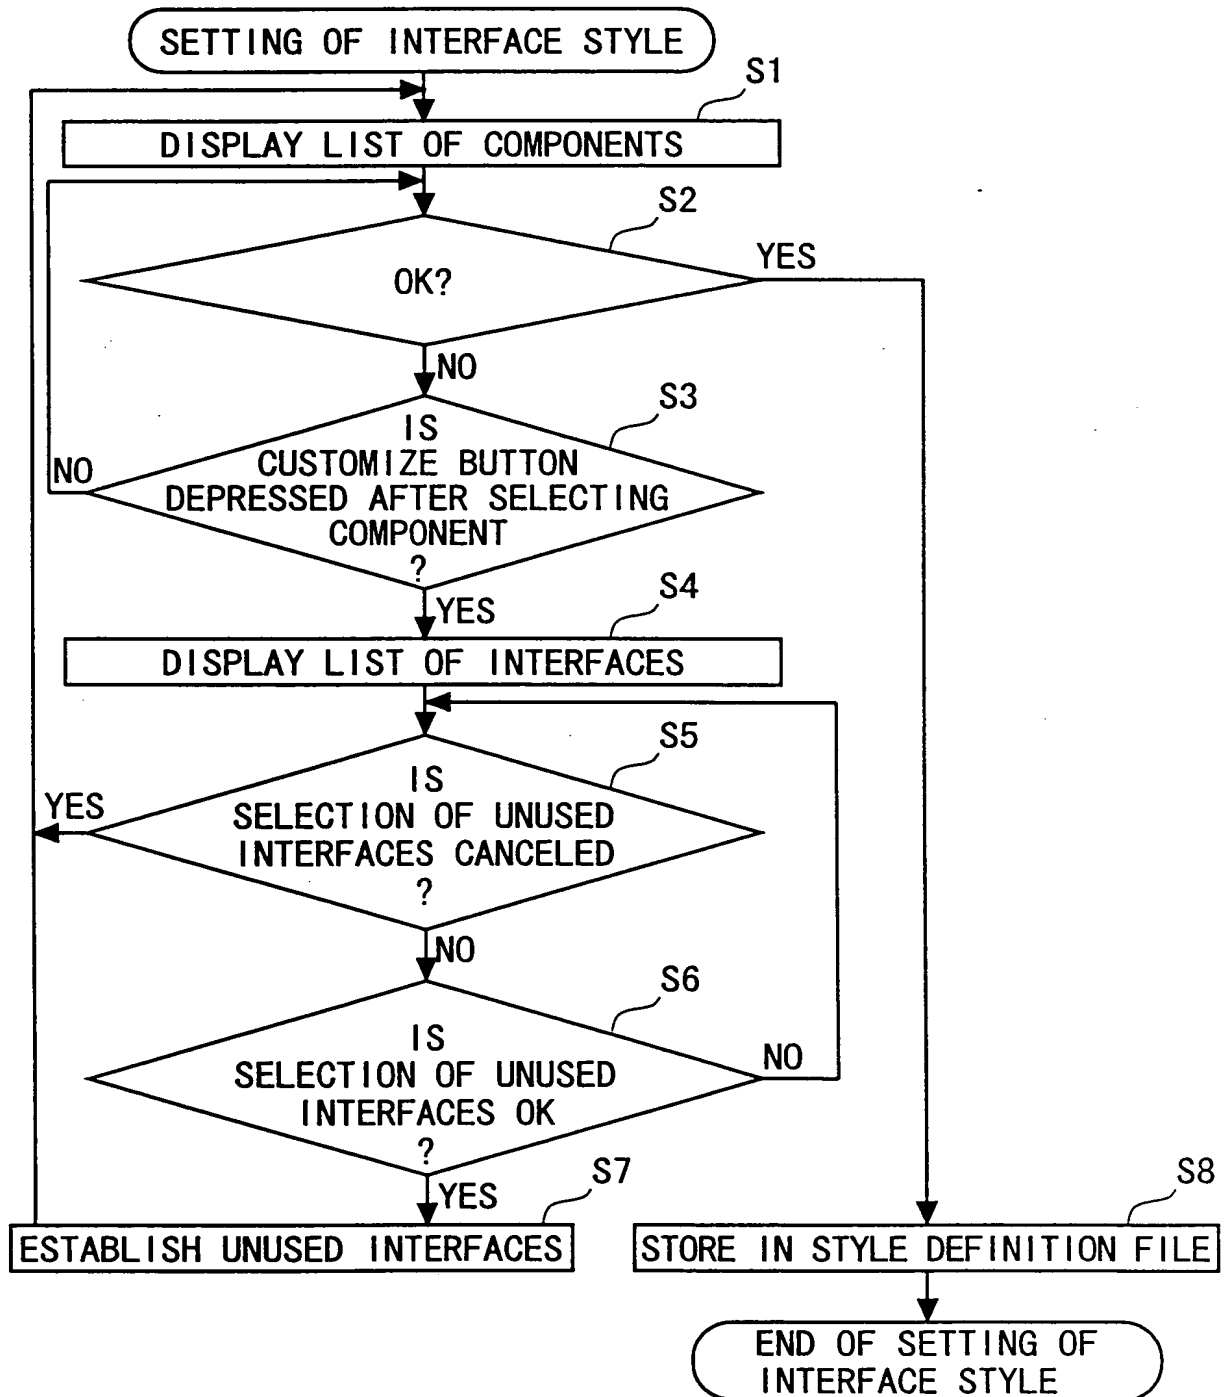 SETTING OF INTERFACE STYLE
S1
DISPLAY LIST OF COMPONENTS
S2
OK?
YES
NO
S3
IS
CUSTOMIZE BUTTON
DEPRESSED AFTER SELECTING
COMPONENT
?
NO
YES
S4
DISPLAY LIST OF INTERFACES
S5
IS
SELECTION OF UNUSED
INTERFACES CANCELED
?
YES
NO
S6
IS
SELECTION OF UNUSED
INTERFACES OK
?
NO
YES
S7
ESTABLISH UNUSED INTERFACES
S8
STORE IN STYLE DEFINITION FILE
END OF SETTING OF
INTERFACE STYLE